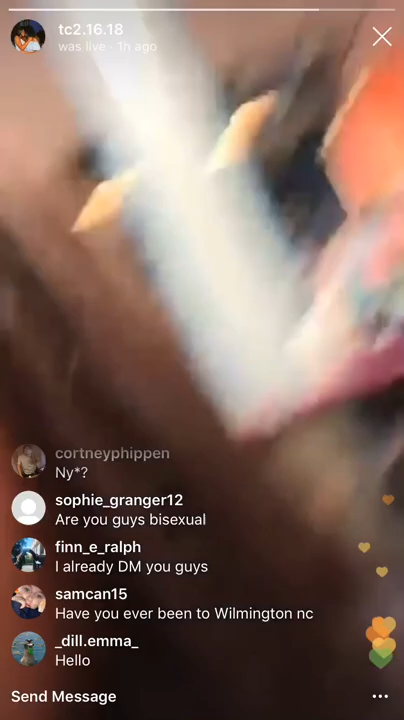 tc2.16.18
was live · 1h ago
cortneyphippen
Ny*?
sophie_granger12
Are you guys bisexual
finn_e_ralph
I already DM you guys
samcan15
Have you ever been to Wilmington nc
_dill.emma_
Hello
Send Message